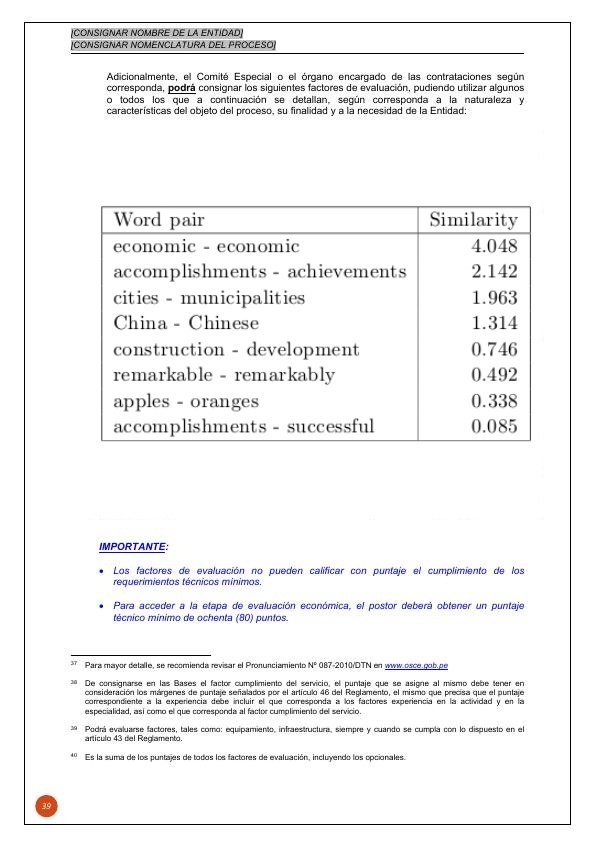 [CONSIGNAR NOMBRE DE LA ENTIDAD]
[CONSIGNAR NOMENCLATURA DEL PROCESO]
Adicionalmente, el Comité Especial o el órgano encargado de las contrataciones según
corresponda, podrá consignar los siguientes factores de evaluación, pudiendo utilizar algunos
o todos los que a continuación se detallan, según corresponda a la naturaleza y
características del objeto del proceso, su finalidad y a la necesidad de la Entidad:
Word pair Similarity
economic - economic 4.048
accomplishments - achievements 2.142
cities - municipalities 1.963
China - Chinese 1.314
construction - development 0.746
remarkable - remarkably 0.492
apples - oranges 0.338
accomplishments - successful 0.085
IMPORTANTE:
• Los factores de evaluación no pueden calificar con puntaje el cumplimiento de los
requerimientos técnicos mínimos.
• Para acceder a la etapa de evaluación económica, el postor deberá obtener un puntaje
técnico mínimo de ochenta (80) puntos.
37 Para mayor detalle, se recomienda revisar el Pronunciamiento Nº 087-2010/DTN en www.osce.gob.pe
38 De consignarse en las Bases el factor cumplimiento del servicio, el puntaje que se asigne al mismo debe tener en
consideración los márgenes de puntaje señalados por el artículo 46 del Reglamento, el mismo que precisa que el puntaje
correspondiente a la experiencia debe incluir el que corresponda a los factores experiencia en la actividad y en la
especialidad, así como el que corresponda al factor cumplimiento del servicio.
39 Podrá evaluarse factores, tales como: equipamiento, infraestructura, siempre y cuando se cumpla con lo dispuesto en el
artículo 43 del Reglamento.
40 Es la suma de los puntajes de todos los factores de evaluación, incluyendo los opcionales.
39